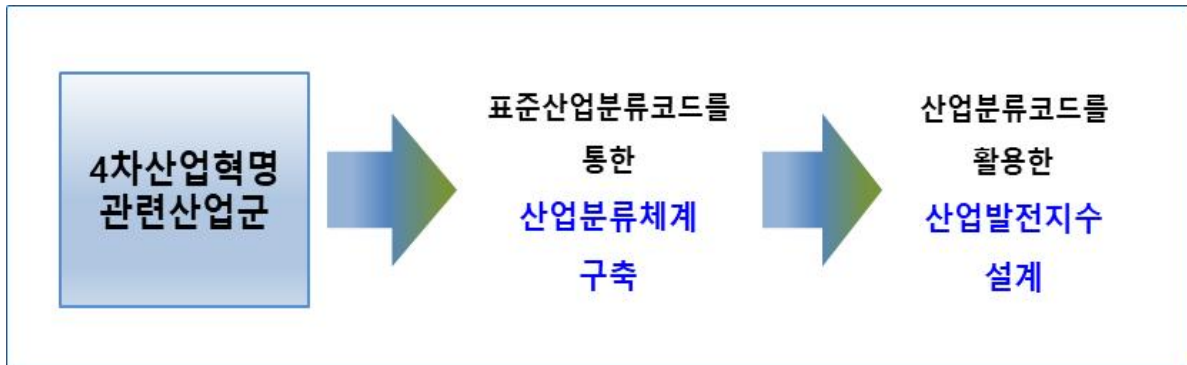 4차산업혁명
관련산업군
표준산업분류코드를
통한
산업분류체계
구축
산업분류코드를
활용한
산업발전지수
설계